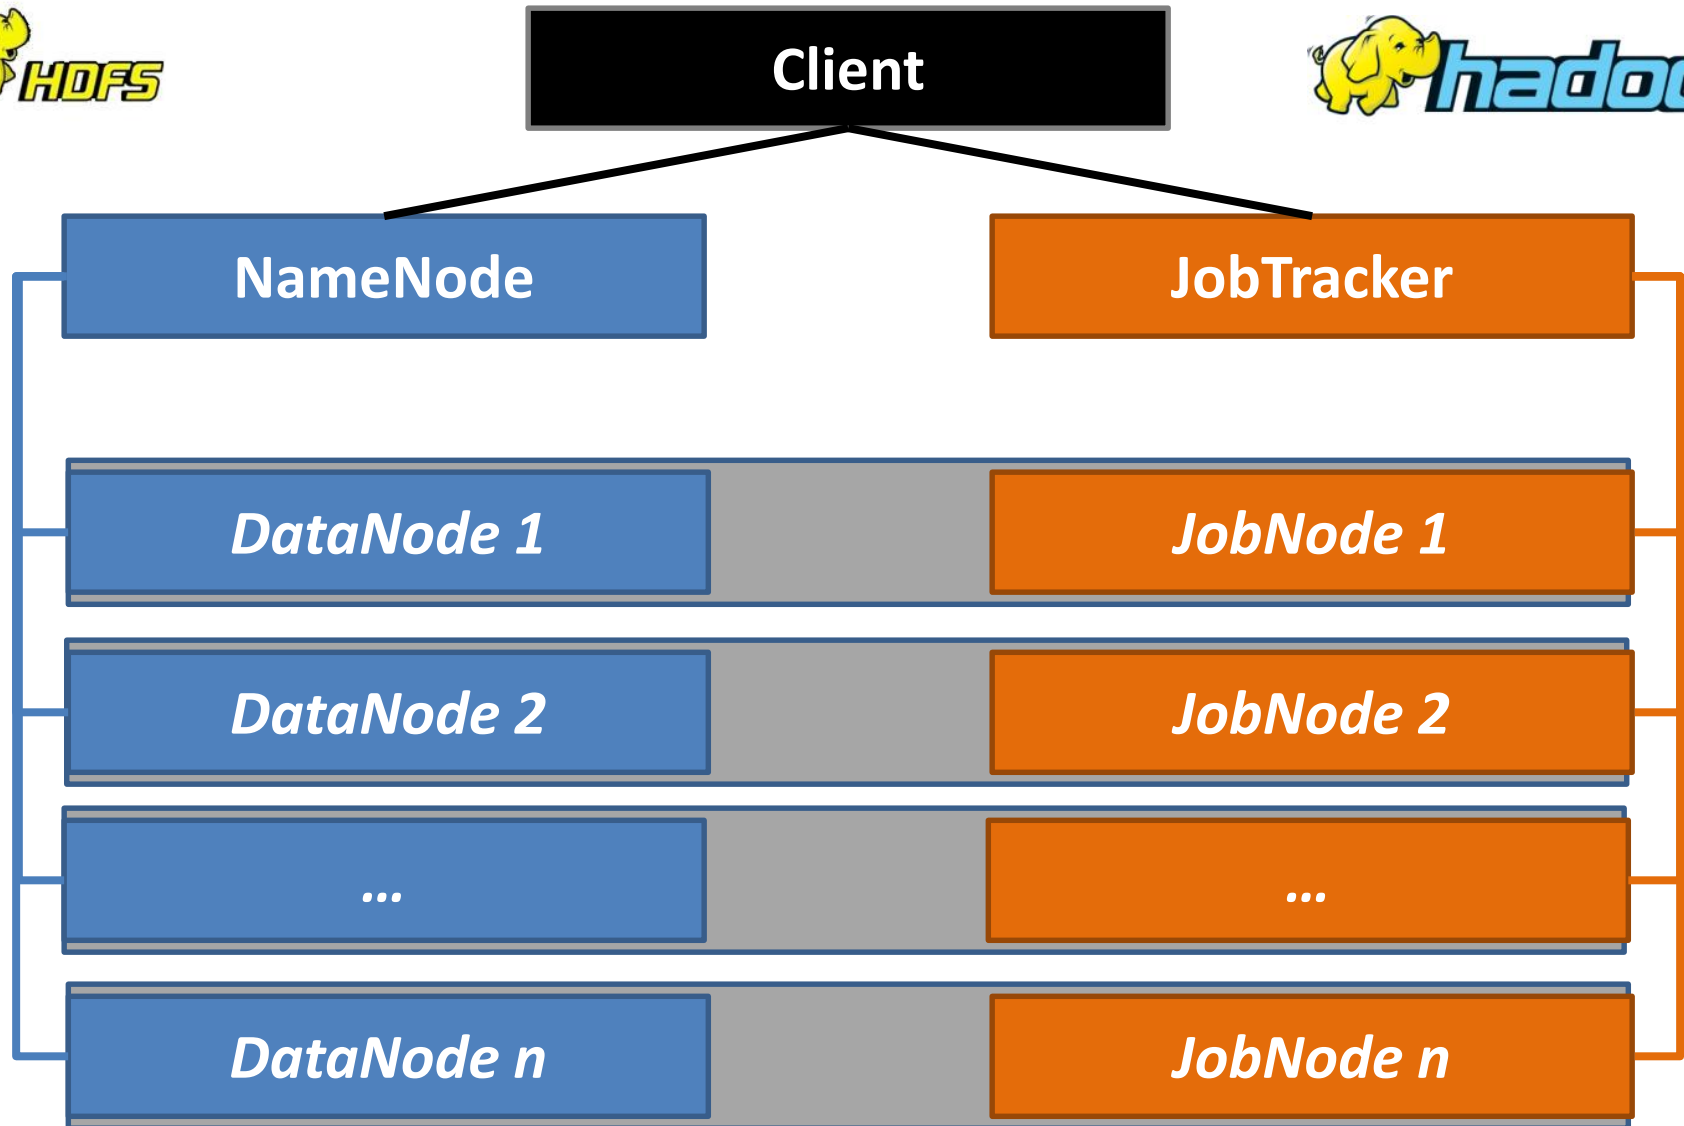 HDFS
Client
hadoo
NameNode
JobTracker
DataNode 1
JobNode 1
DataNode 2
JobNode 2
...
...
DataNode n
JobNode n